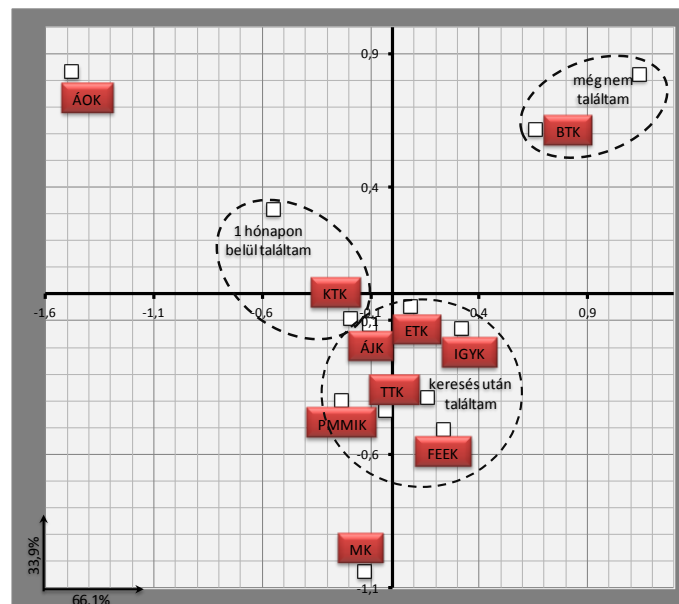 0,9
még nem
találtam
ÁOK
BTK
0,4
1 hónapon
belül találtam
KTK
-1,6
-1,1
-0,6
-0,1
0,4
0,9
-0,1
ETK
ÁJK
IGYK
TTK
keresés után
találtam
PMMIK
FEEK
-0,6
MK
33,9%
-1,1
66,1%